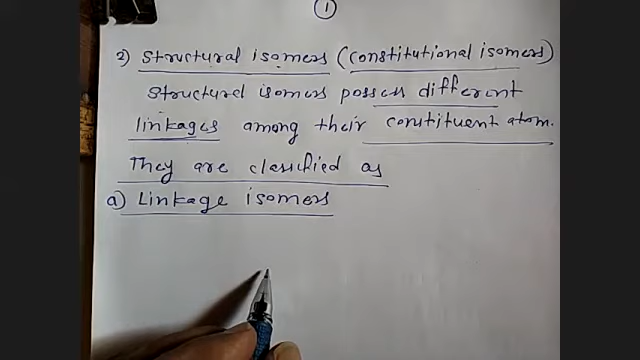 1
2) Structural isomers (constitutional isomers)
Structural isomers possess different
linkages among their constituent atom.
They are classified as
a) Linkage isomers